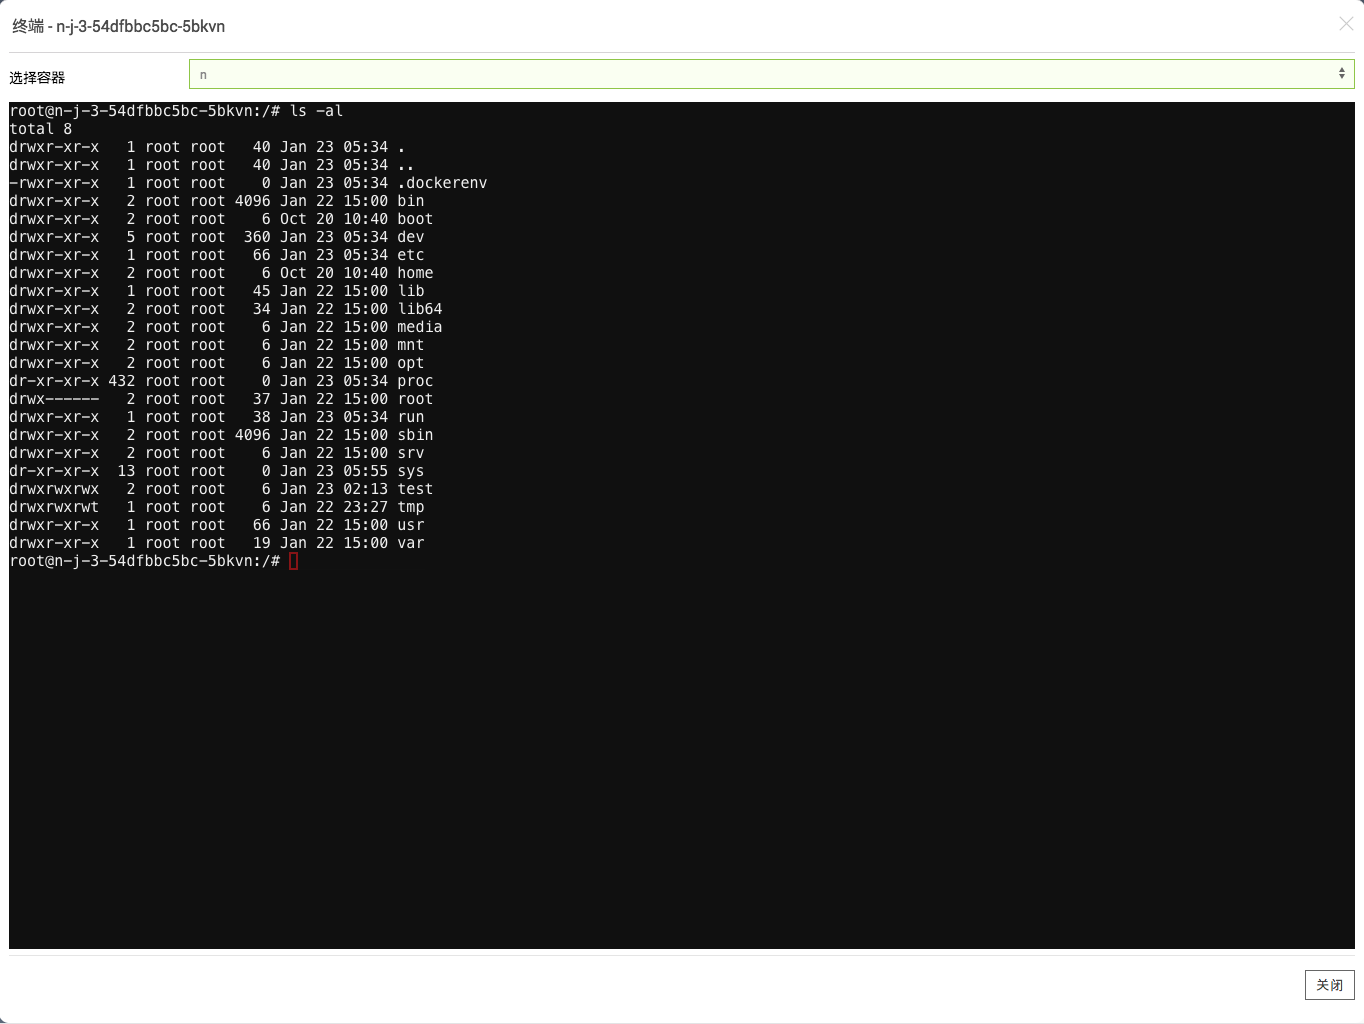 终端 - n-j-3-54dfbbc5bc-5bkvn
选择容器
n
root@n-j-3-54dfbbc5bc-5bkvn:/# ls -al
total 8
drwxr-xr-x   1 root root   40 Jan 23 05:34 .
drwxr-xr-x   1 root root   40 Jan 23 05:34 ..
-rwxr-xr-x   1 root root    0 Jan 23 05:34 .dockerenv
drwxr-xr-x   2 root root 4096 Jan 22 15:00 bin
drwxr-xr-x   2 root root    6 Oct 20 10:40 boot
drwxr-xr-x   5 root root  360 Jan 23 05:34 dev
drwxr-xr-x   1 root root   66 Jan 23 05:34 etc
drwxr-xr-x   2 root root    6 Oct 20 10:40 home
drwxr-xr-x   1 root root   45 Jan 22 15:00 lib
drwxr-xr-x   2 root root   34 Jan 22 15:00 lib64
drwxr-xr-x   2 root root    6 Jan 22 15:00 media
drwxr-xr-x   2 root root    6 Jan 22 15:00 mnt
drwxr-xr-x   2 root root    6 Jan 22 15:00 opt
dr-xr-xr-x 432 root root    0 Jan 23 05:34 proc
drwx------   2 root root   37 Jan 22 15:00 root
drwxr-xr-x   1 root root   38 Jan 23 05:34 run
drwxr-xr-x   2 root root 4096 Jan 22 15:00 sbin
drwxr-xr-x   2 root root    6 Jan 22 15:00 srv
dr-xr-xr-x  13 root root    0 Jan 23 05:55 sys
drwxrwxrwx   2 root root    6 Jan 23 02:13 test
drwxrwxrwt   1 root root    6 Jan 22 23:27 tmp
drwxr-xr-x   1 root root   66 Jan 22 15:00 usr
drwxr-xr-x   1 root root   19 Jan 22 15:00 var
root@n-j-3-54dfbbc5bc-5bkvn:/#
关闭